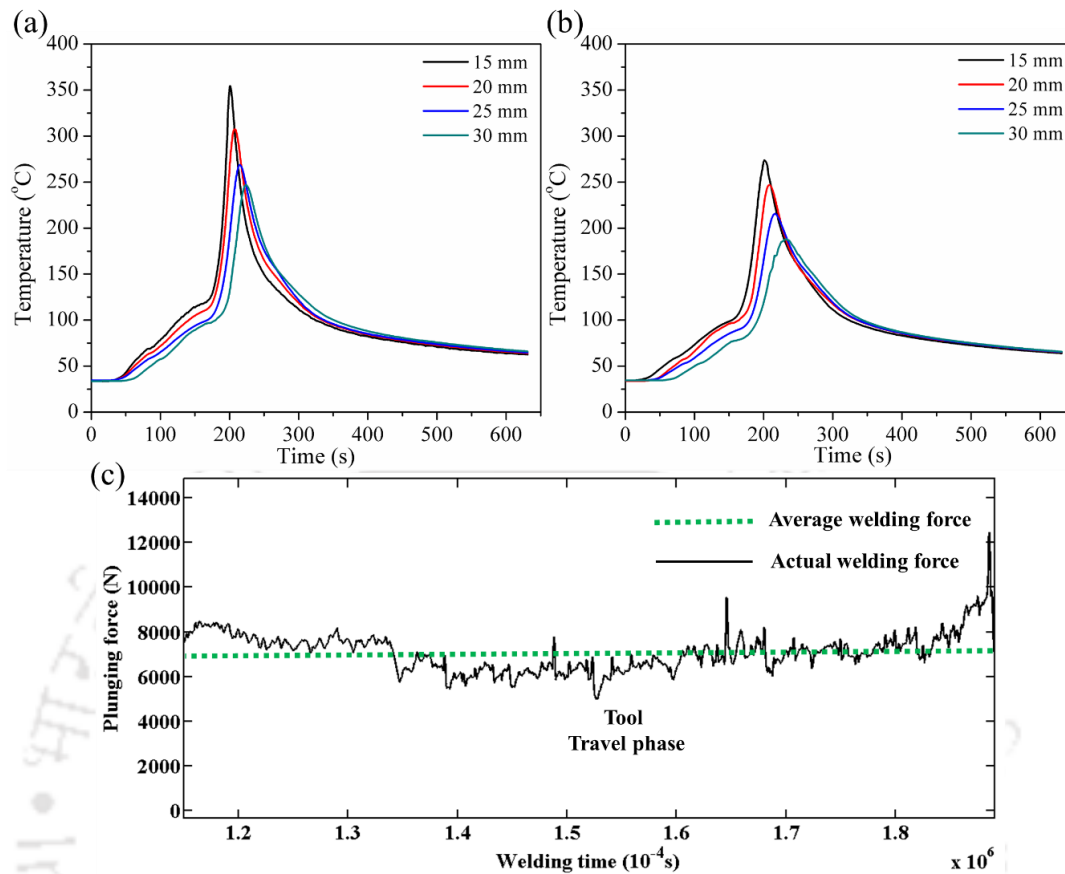 (a)
400
350
300
250
200
150
100
50
0
Temperature (°C)
0 100 200 300 400 500 600
Time (s)
15 mm
20 mm
25 mm
30 mm
(b)
400
350
300
250
200
150
100
50
0
Temperature (°C)
0 100 200 300 400 500 600
Time (s)
15 mm
20 mm
25 mm
30 mm
(c)
14000
12000
10000
8000
6000
4000
2000
0
Plunging force (N)
Average welding force
Actual welding force
Tool
Travel phase
1.2 1.3 1.4 1.5 1.6 1.7 1.8
Welding time (10⁻⁴s)
x 10⁶